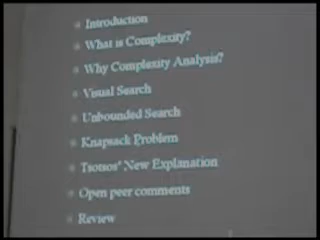 Introduction
What is Complexity?
Why Complexity Analysis?
Visual Search
Unbounded Search
Knapsack Problem
Tsotsos' New Explanation
Open peer comments
Review